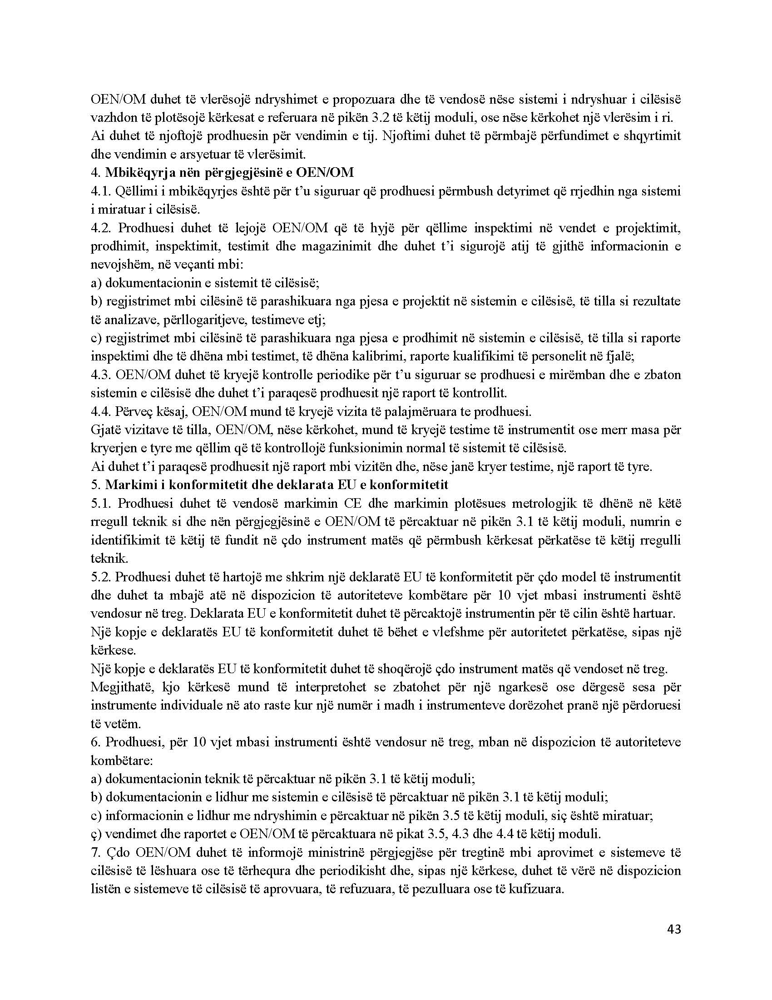 OEN/OM duhet të vlerësojë ndryshimet e propozuara dhe të vendosë nëse sistemi i ndryshuar i cilësisë
vazhdon të plotësojë kërkesat e referuara në pikën 3.2 të këtij moduli, ose nëse kërkohet një vlerësim i ri.
Ai duhet të njoftojë prodhuesin për vendimin e tij. Njoftimi duhet të përmbajë përfundimet e shqyrtimit
dhe vendimin e arsyetuar të vlerësimit.
4. Mbikëqyrja nën përgjegjësinë e OEN/OM
4.1. Qëllimi i mbikëqyrjes është për t’u siguruar që prodhuesi përmbush detyrimet që rrjedhin nga sistemi
i miratuar i cilësisë.
4.2. Prodhuesi duhet të lejojë OEN/OM që të hyjë për qëllime inspektimi në vendet e projektimit,
prodhimit, inspektimit, testimit dhe magazinimit dhe duhet t’i sigurojë atij të gjithë informacionin e
nevojshëm, në veçanti mbi:
a) dokumentacionin e sistemit të cilësisë;
b) regjistrimet mbi cilësinë të parashikuara nga pjesa e projektit në sistemin e cilësisë, të tilla si rezultate
të analizave, përllogaritjeve, testimeve etj;
c) regjistrimet mbi cilësinë të parashikuara nga pjesa e prodhimit në sistemin e cilësisë, të tilla si raporte
inspektimi dhe të dhëna mbi testimet, të dhëna kalibrimi, raporte kualifikimi të personelit në fjalë;
4.3. OEN/OM duhet të kryejë kontrolle periodike për t’u siguruar se prodhuesi e mirëmban dhe e zbaton
sistemin e cilësisë dhe duhet t’i paraqesë prodhuesit një raport të kontrollit.
4.4. Përveç kësaj, OEN/OM mund të kryejë vizita të palajmëruara te prodhuesi.
Gjatë vizitave të tilla, OEN/OM, nëse kërkohet, mund të kryejë testime të instrumentit ose merr masa për
kryerjen e tyre me qëllim që të kontrollojë funksionimin normal të sistemit të cilësisë.
Ai duhet t’i paraqesë prodhuesit një raport mbi vizitën dhe, nëse janë kryer testime, një raport të tyre.
5. Markimi i konformitetit dhe deklarata EU e konformitetit
5.1. Prodhuesi duhet të vendosë markimin CE dhe markimin plotësues metrologjik të dhënë në këtë
rregull teknik si dhe nën përgjegjësinë e OEN/OM të përcaktuar në pikën 3.1 të këtij moduli, numrin e
identifikimit të këtij të fundit në çdo instrument matës që përmbush kërkesat përkatëse të këtij rregulli
teknik.
5.2. Prodhuesi duhet të hartojë me shkrim një deklaratë EU të konformitetit për çdo model të instrumentit
dhe duhet ta mbajë atë në dispozicion të autoriteteve kombëtare për 10 vjet mbasi instrumenti është
vendosur në treg. Deklarata EU e konformitetit duhet të përcaktojë instrumentin për të cilin është hartuar.
Një kopje e deklaratës EU të konformitetit duhet të bëhet e vlefshme për autoritetet përkatëse, sipas një
kërkese.
Një kopje e deklaratës EU të konformitetit duhet të shoqërojë çdo instrument matës që vendoset në treg.
Megjithatë, kjo kërkesë mund të interpretohet se zbatohet për një ngarkesë ose dërgesë sesa për
instrumente individuale në ato raste kur një numër i madh i instrumenteve dorëzohet pranë një përdoruesi
të vetëm.
6. Prodhuesi, për 10 vjet mbasi instrumenti është vendosur në treg, mban në dispozicion të autoriteteve
kombëtare:
a) dokumentacionin teknik të përcaktuar në pikën 3.1 të këtij moduli;
b) dokumentacionin e lidhur me sistemin e cilësisë të përcaktuar në pikën 3.1 të këtij moduli;
c) informacionin e lidhur me ndryshimin e përcaktuar në pikën 3.5 të këtij moduli, siç është miratuar;
ç) vendimet dhe raportet e OEN/OM të përcaktuara në pikat 3.5, 4.3 dhe 4.4 të këtij moduli.
7. Çdo OEN/OM duhet të informojë ministrinë përgjegjëse për tregtinë mbi aprovimet e sistemeve të
cilësisë të lëshuara ose të tërhequra dhe periodikisht dhe, sipas një kërkese, duhet të vërë në dispozicion
listën e sistemeve të cilësisë të aprovuara, të refuzuara, të pezulluara ose të kufizuara.
43